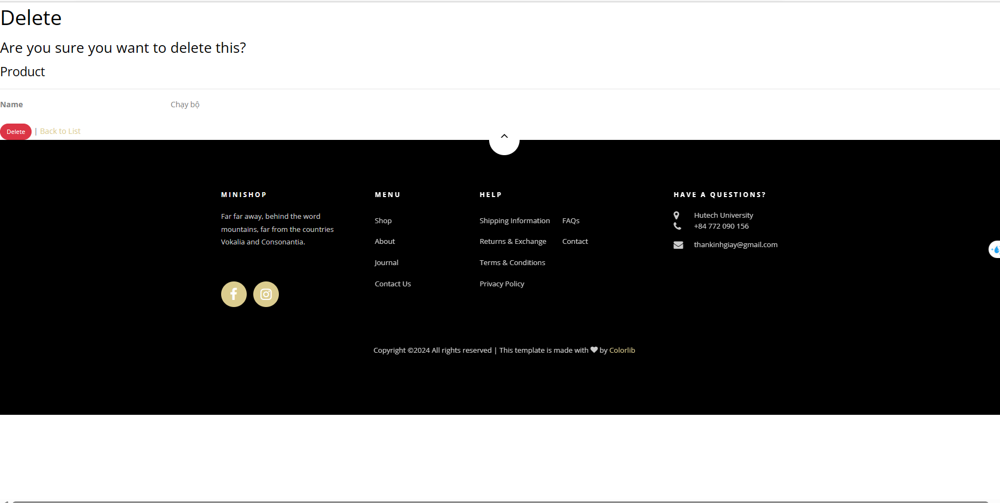 Delete
Are you sure you want to delete this?
Product
Name Chạy bộ
Delete | Back to List
MINISHOP
Far far away, behind the word
mountains, far from the countries
Vokalia and Consonantia.
MENU
Shop
About
Journal
Contact Us
HELP
Shipping Information
Returns & Exchange
Terms & Conditions
Privacy Policy
FAQs
Contact
HAVE A QUESTIONS?
Hutech University
+84 772 090 156
thankinhgiay@gmail.com
Copyright ©2024 All rights reserved | This template is made with by Colorlib